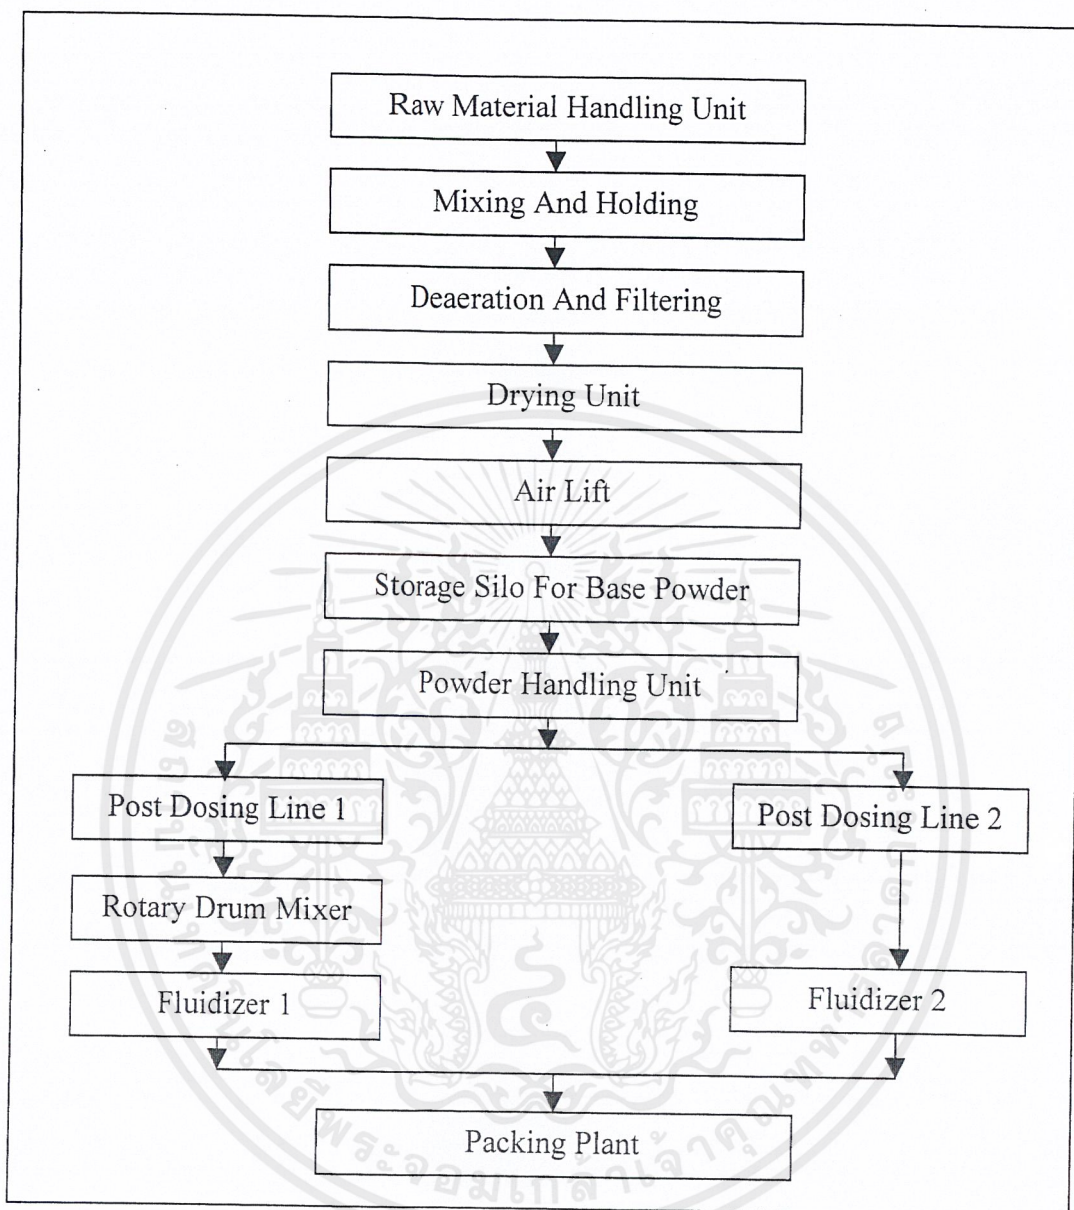 Raw Material Handling Unit
Mixing And Holding
Deaeration And Filtering
Drying Unit
Air Lift
Storage Silo For Base Powder
Powder Handling Unit
Post Dosing Line 1
Post Dosing Line 2
Rotary Drum Mixer
Fluidizer 1
Fluidizer 2
Packing Plant